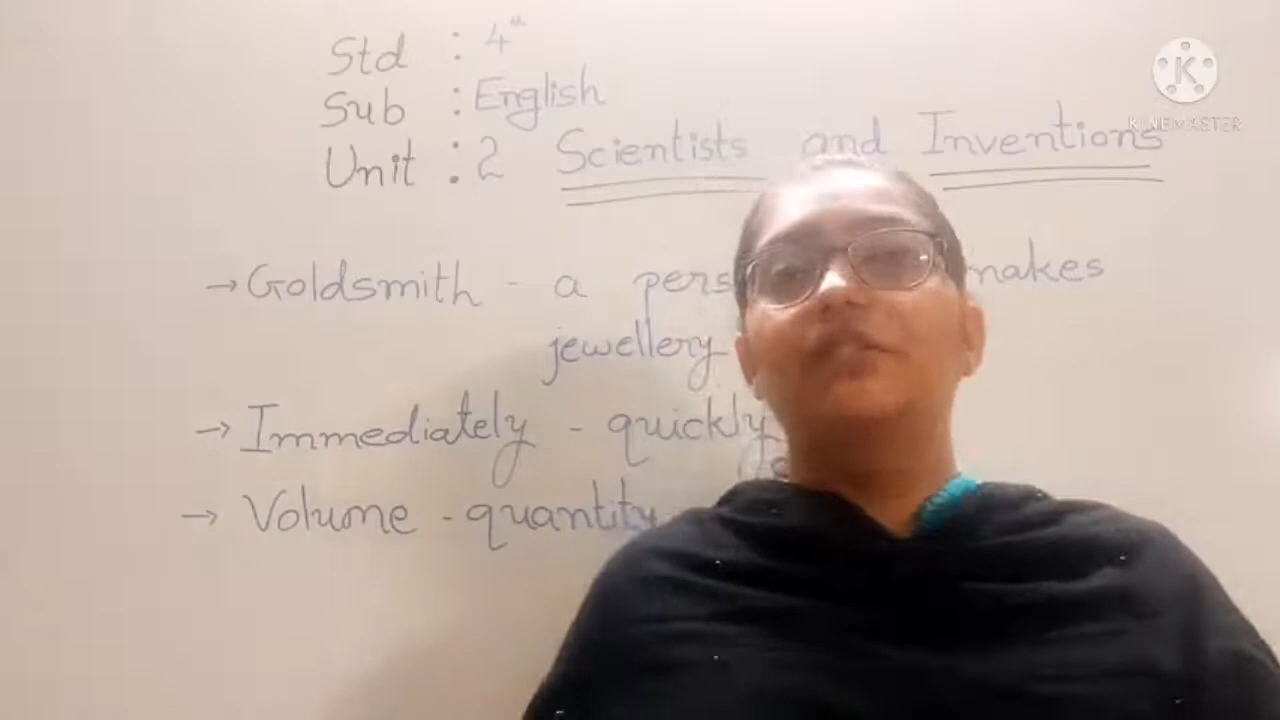 Std : 4th
Sub : English
Unit : 2 Scientists and Inventions
KINEMASTER
→ Goldsmith - a pers makes
jewellery
→ Immediately - quickly
→ Volume - quantity